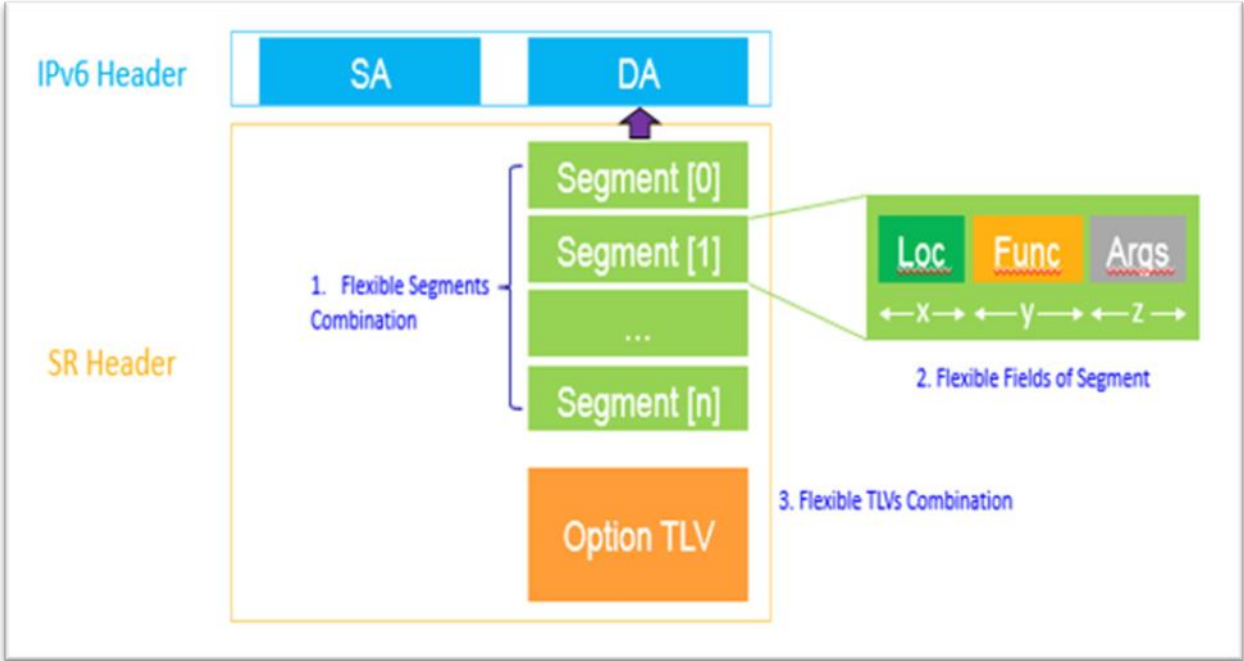 IPv6 Header
SA
DA
SR Header
Segment [0]
Segment [1]
...
Segment [n]
1. Flexible Segments
Combination
Loc
Func
Args
x
y
z
2. Flexible Fields of Segment
Option TLV
3. Flexible TLVs Combination